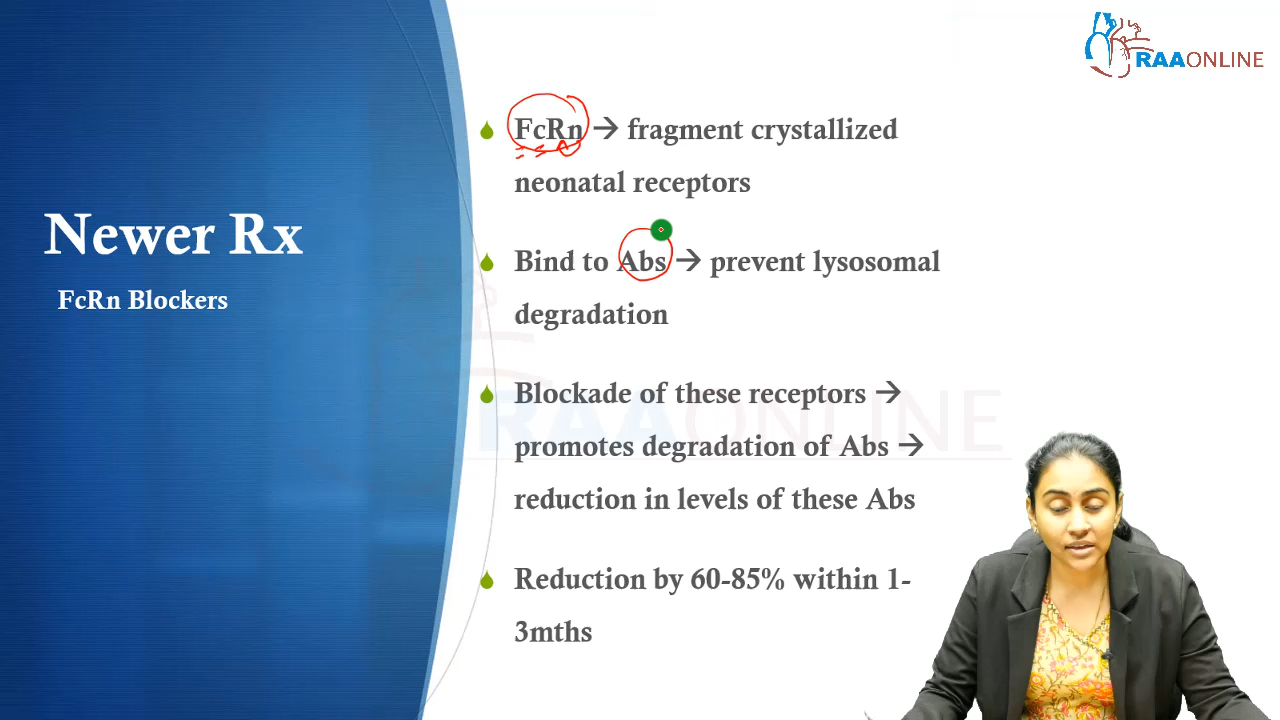 RAAONLINE
Newer Rx
FcRn Blockers
FcRn → fragment crystallized
neonatal receptors
Bind to Abs → prevent lysosomal
degradation
Blockade of these receptors →
promotes degradation of Abs →
reduction in levels of these Abs
Reduction by 60-85% within 1-
3mths
RAAONLINE